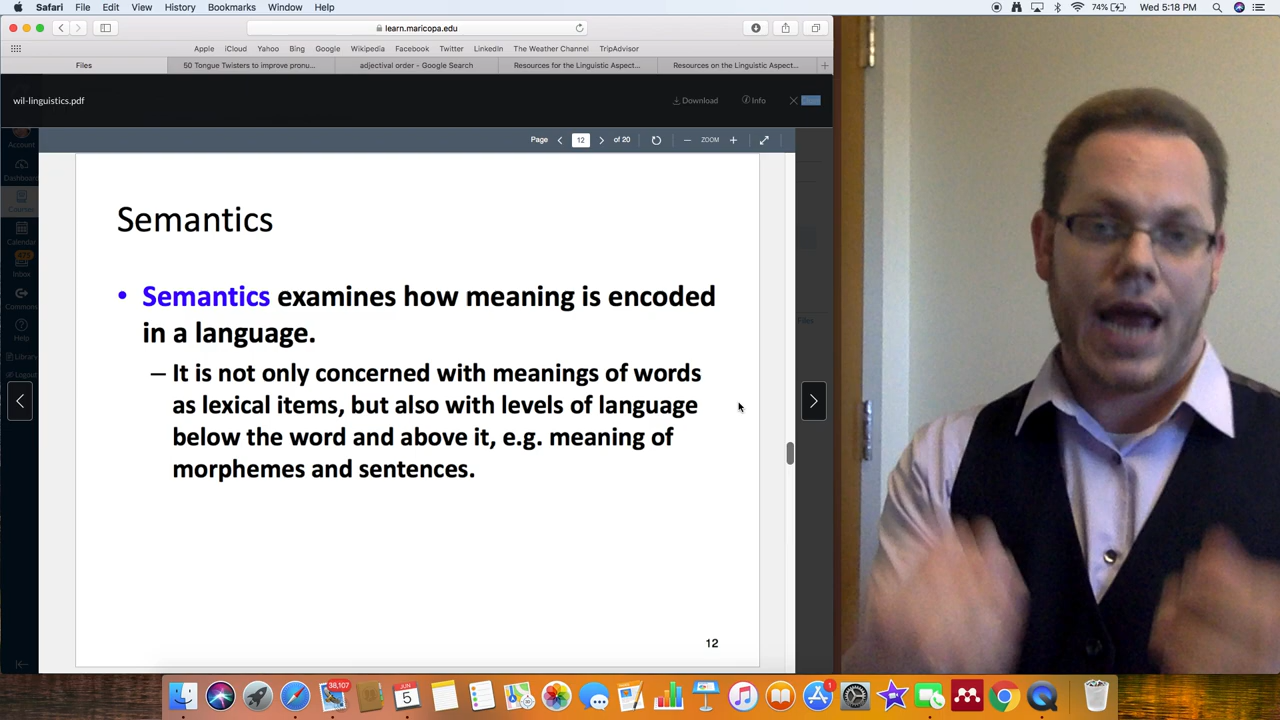 Safari File Edit View History Bookmarks Window Help 74% Wed 5:18 PM
learn.maricopa.edu
Apple iCloud Yahoo Bing Google Wikipedia Facebook Twitter LinkedIn The Weather Channel TripAdvisor
Files 50 Tongue Twisters to improve pronu... adjectival order - Google Search Resources for the Linguistic Aspect... Resources on the Linguistic Aspect...
wil-linguistics.pdf Download Info
Page 12 of 20 ZOOM
Account
Dashboard
Courses
Calendar
Inbox
Commons
Help
Library
Logout
Files
Semantics
• Semantics examines how meaning is encoded
in a language.
– It is not only concerned with meanings of words
as lexical items, but also with levels of language
below the word and above it, e.g. meaning of
morphemes and sentences.
12
38,107
JUN
5
1